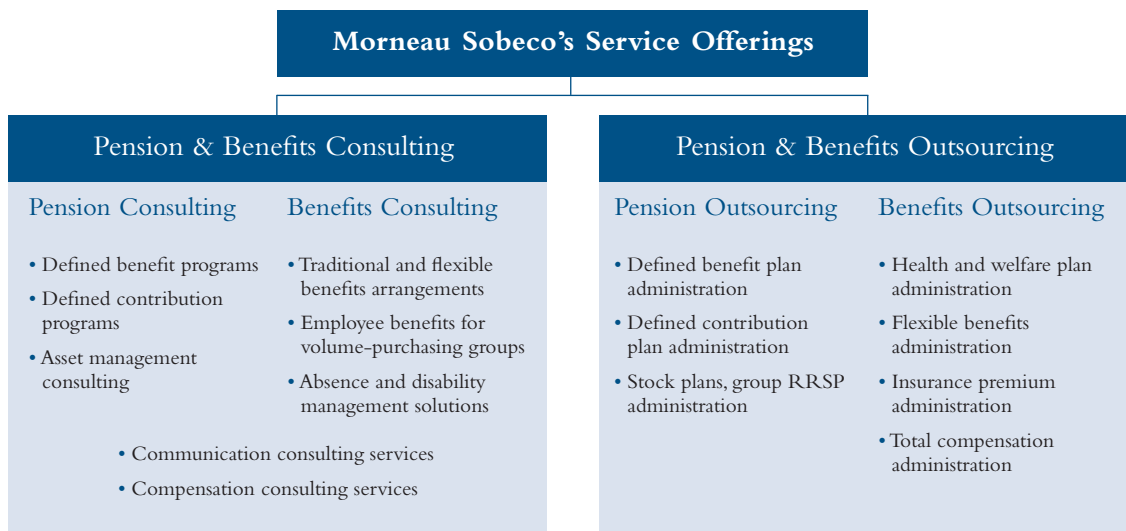 Morneau Sobeco's Service Offerings
Pension & Benefits Consulting
Pension Consulting
• Defined benefit programs
• Defined contribution
programs
• Asset management
consulting
Benefits Consulting
• Traditional and flexible
benefits arrangements
• Employee benefits for
volume-purchasing groups
• Absence and disability
management solutions
• Communication consulting services
• Compensation consulting services
Pension & Benefits Outsourcing
Pension Outsourcing
• Defined benefit plan
administration
• Defined contribution
plan administration
• Stock plans, group RRSP
administration
Benefits Outsourcing
• Health and welfare plan
administration
• Flexible benefits
administration
• Insurance premium
administration
• Total compensation
administration